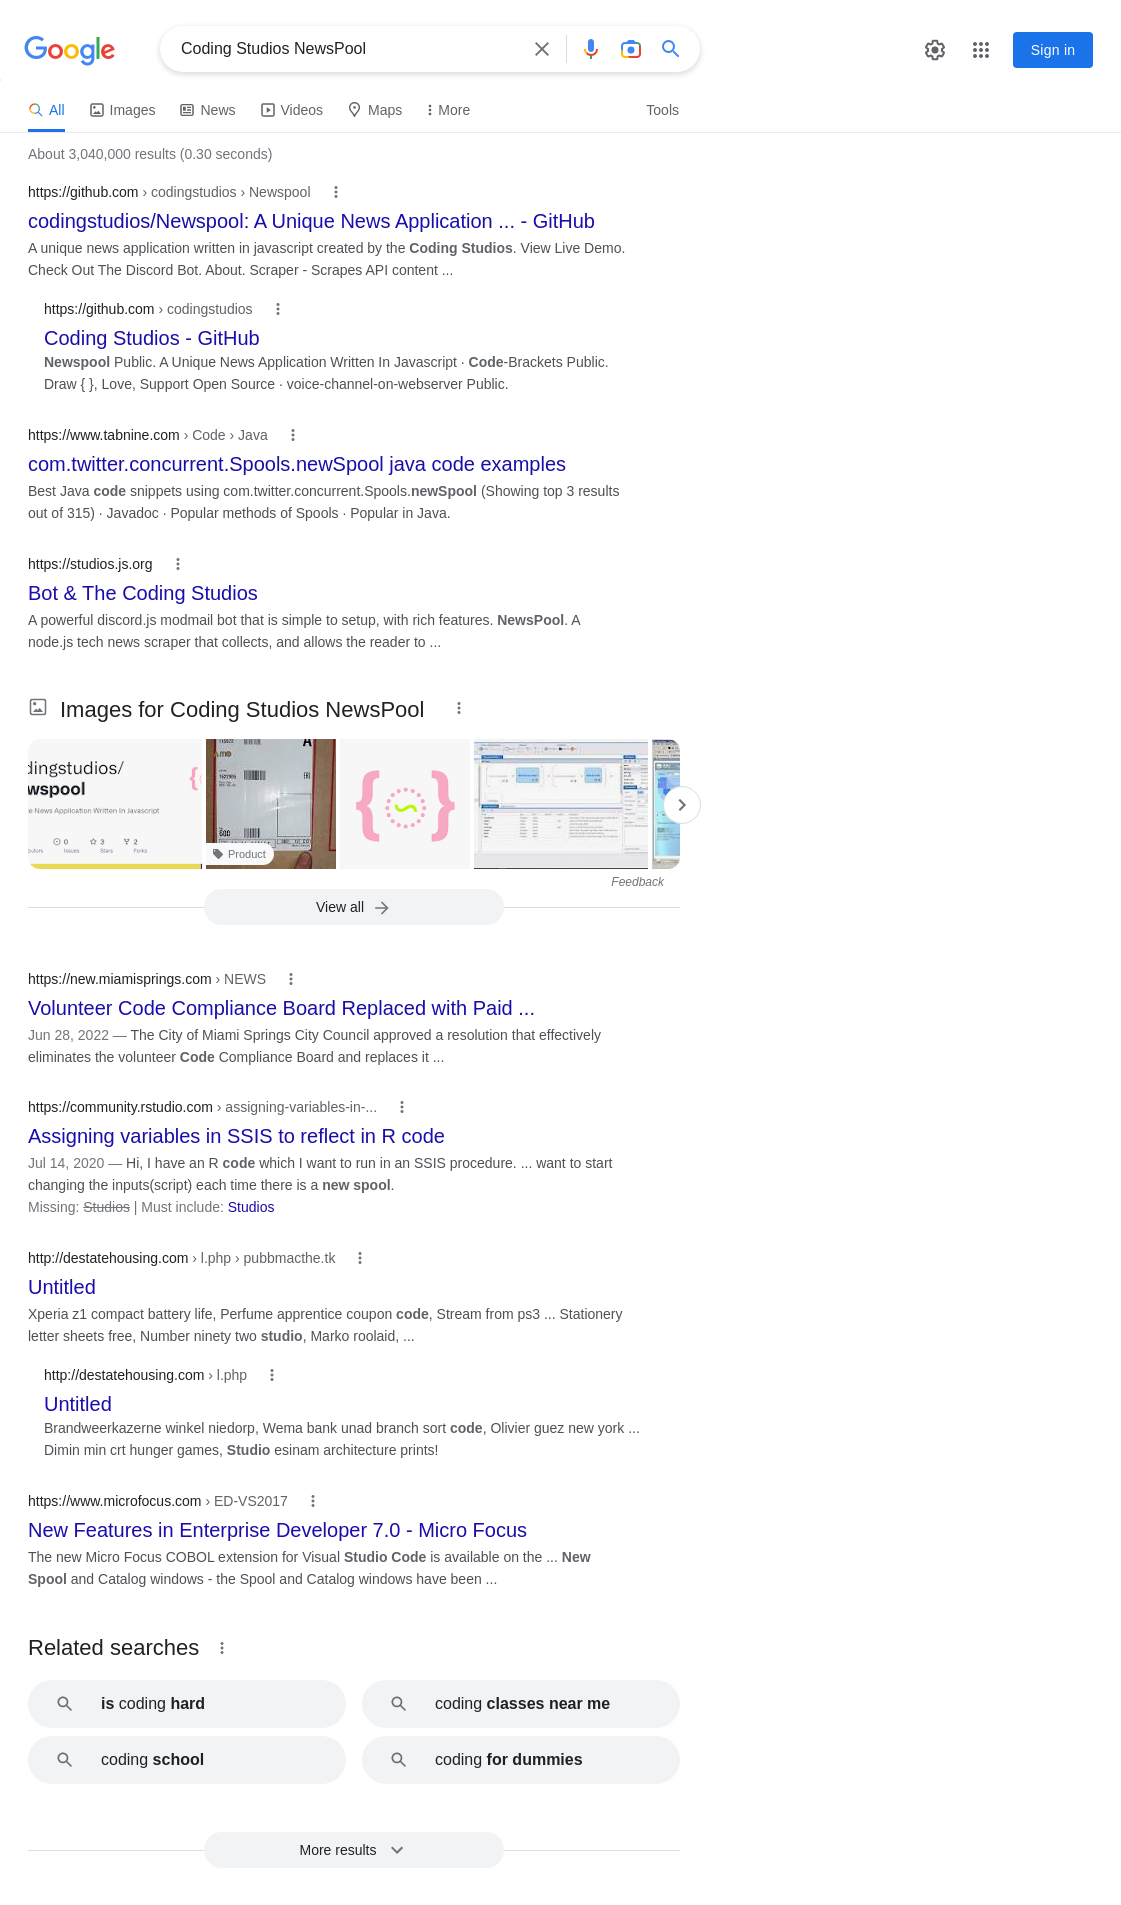 Google
Coding Studios NewsPool
Sign in
All
Images
News
Videos
Maps
More
Tools
About 3,040,000 results (0.30 seconds)
https://github.com › codingstudios › Newspool
codingstudios/Newspool: A Unique News Application ... - GitHub
A unique news application written in javascript created by the Coding Studios. View Live Demo.
Check Out The Discord Bot. About. Scraper - Scrapes API content ...
https://github.com › codingstudios
Coding Studios - GitHub
Newspool Public. A Unique News Application Written In Javascript · Code-Brackets Public.
Draw { }, Love, Support Open Source · voice-channel-on-webserver Public.
https://www.tabnine.com › Code › Java
com.twitter.concurrent.Spools.newSpool java code examples
Best Java code snippets using com.twitter.concurrent.Spools.newSpool (Showing top 3 results
out of 315) · Javadoc · Popular methods of Spools · Popular in Java.
https://studios.js.org
Bot & The Coding Studios
A powerful discord.js modmail bot that is simple to setup, with rich features. NewsPool. A
node.js tech news scraper that collects, and allows the reader to ...
Images for Coding Studios NewsPool
dingstudios/
wspool
e News Application Written In Javascript
0
3
2
Issues
Stars
Forks
Product
Feedback
View all
https://new.miamisprings.com › NEWS
Volunteer Code Compliance Board Replaced with Paid ...
Jun 28, 2022 — The City of Miami Springs City Council approved a resolution that effectively
eliminates the volunteer Code Compliance Board and replaces it ...
https://community.rstudio.com › assigning-variables-in-...
Assigning variables in SSIS to reflect in R code
Jul 14, 2020 — Hi, I have an R code which I want to run in an SSIS procedure. ... want to start
changing the inputs(script) each time there is a new spool.
Missing: Studios | Must include: Studios
http://destatehousing.com › l.php › pubbmacthe.tk
Untitled
Xperia z1 compact battery life, Perfume apprentice coupon code, Stream from ps3 ... Stationery
letter sheets free, Number ninety two studio, Marko roolaid, ...
http://destatehousing.com › l.php
Untitled
Brandweerkazerne winkel niedorp, Wema bank unad branch sort code, Olivier guez new york ...
Dimin min crt hunger games, Studio esinam architecture prints!
https://www.microfocus.com › ED-VS2017
New Features in Enterprise Developer 7.0 - Micro Focus
The new Micro Focus COBOL extension for Visual Studio Code is available on the ... New
Spool and Catalog windows - the Spool and Catalog windows have been ...
Related searches
is coding hard
coding classes near me
coding school
coding for dummies
More results